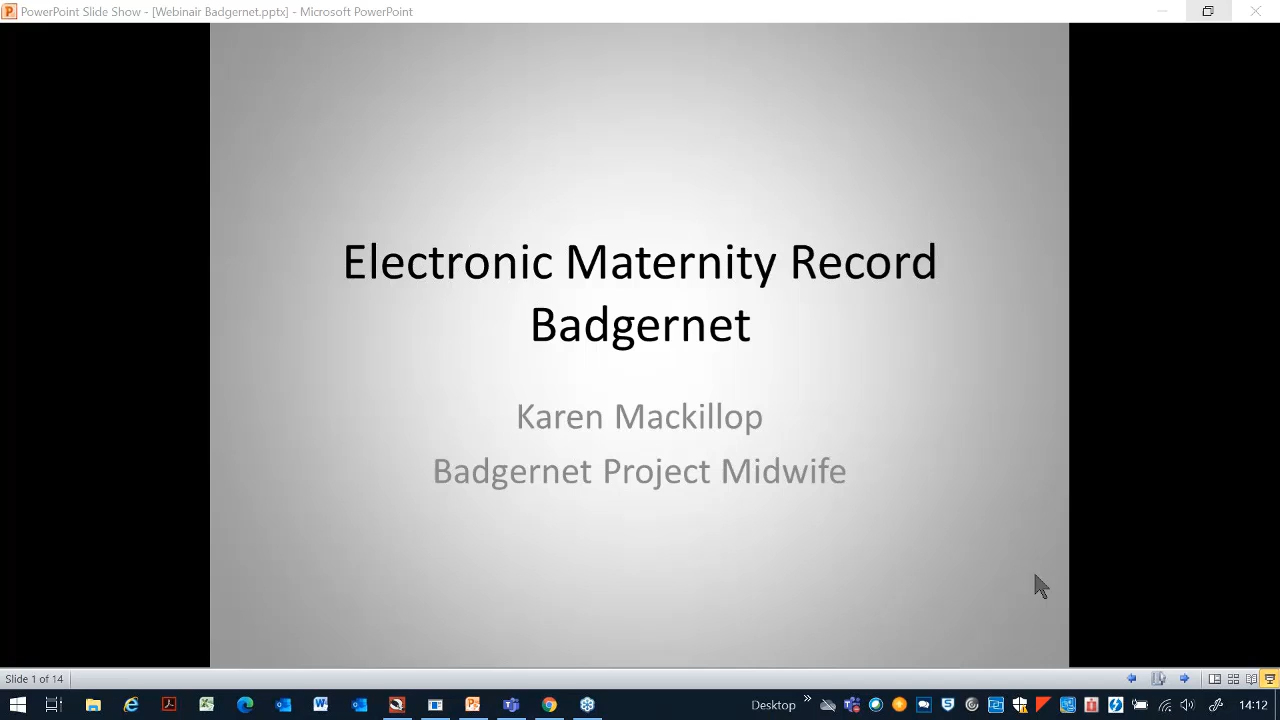 PowerPoint Slide Show - [Webinair Badgernet.pptx] - Microsoft PowerPoint
Electronic Maternity Record
Badgernet
Karen Mackillop
Badgernet Project Midwife
Slide 1 of 14
Desktop
14:12